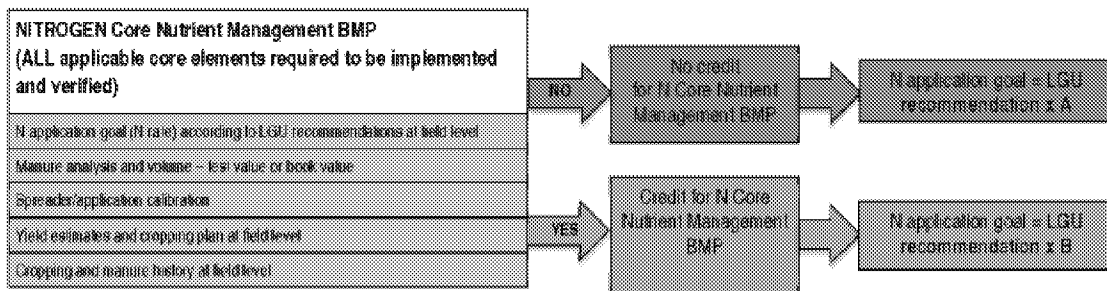 NITROGEN Core Nutrient Management BMP
(ALL applicable core elements required to be implemented
and verified)
N application goal (N rate) according to LGU recommendations at field level
Manure analysis and volume – test value or book value
Spreader/application calibration
Yield estimates and cropping plan at field level
Cropping and manure history at field level
NO
No credit
for N Core Nutrient
Management BMP
N application goal = LGU
recommendation x A
YES
Credit for N Core
Nutrient Management
BMP
N application goal = LGU
recommendation x B